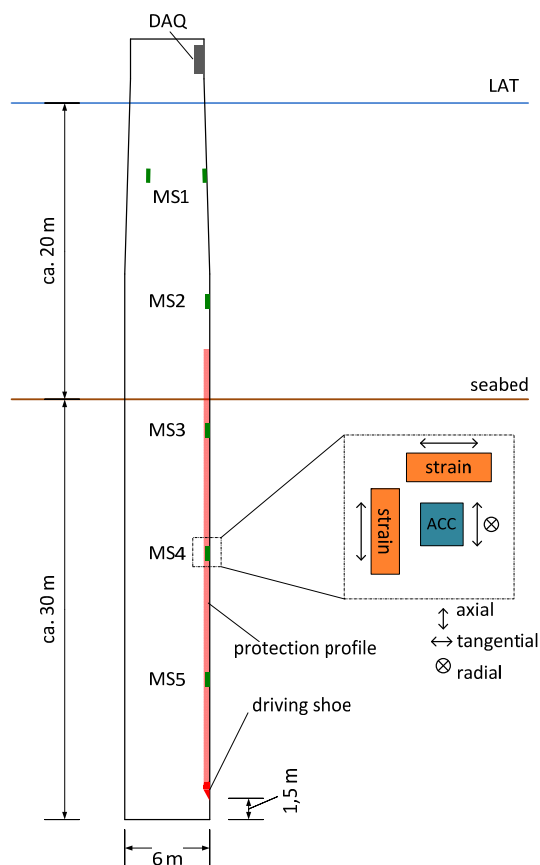 DAQ
LAT
MS1
ca. 20 m
MS2
seabed
MS3
strain
strain
ACC
MS4
axial
tangential
radial
ca. 30 m
protection profile
MS5
driving shoe
1,5 m
6 m